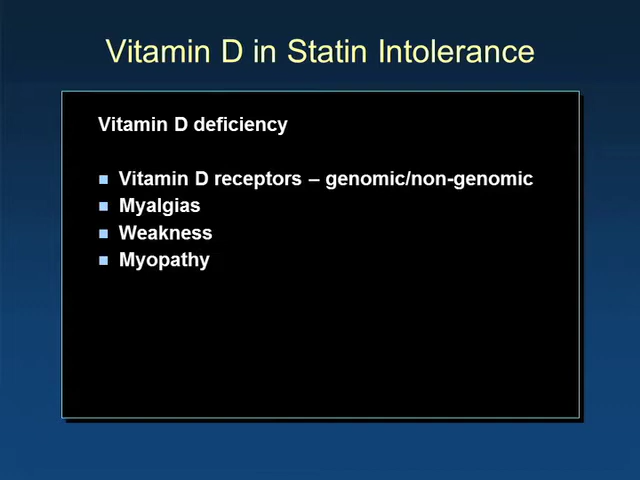 Vitamin D in Statin Intolerance
Vitamin D deficiency
Vitamin D receptors – genomic/non-genomic
Myalgias
Weakness
Myopathy